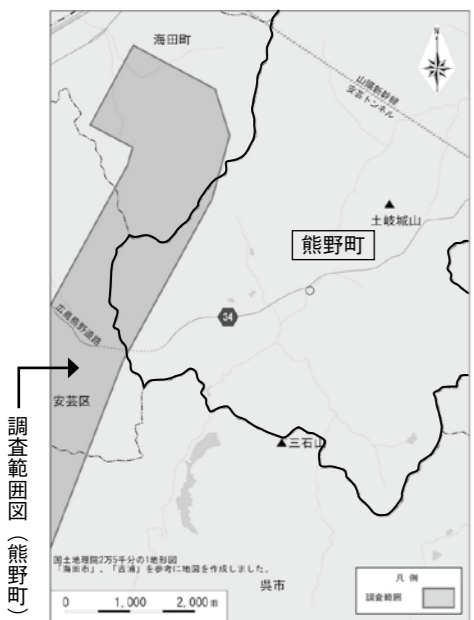 海田町
山陽新幹線
安芸トンネル
土岐城山
熊野町
34
広島熊野道路
安芸区
調査範囲図（熊野町）
三石山
国土地理院2万5千分の1地形図
「海田市」、「吉浦」を参考に地図を作成しました。
呉市
0 1,000 2,000 m
凡 例
調査範囲